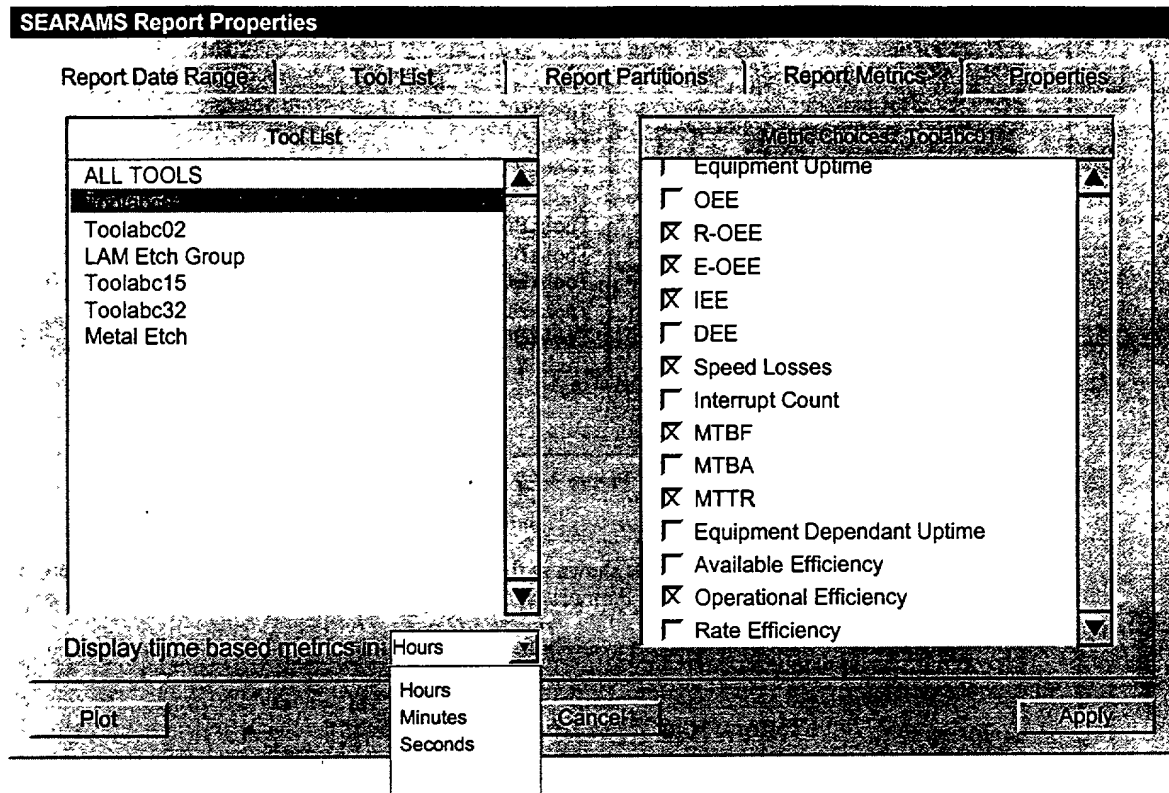 SEARAMS Report Properties
Report Date Range
Tool List
Report Partitions
Report Metrics
Properties
Tool List
ALL TOOLS
Toolabc02
LAM Etch Group
Toolabc15
Toolabc32
Metal Etch
Metric Choices: Toolabc01
Equipment Uptime
OEE
R-OEE
E-OEE
IEE
DEE
Speed Losses
Interrupt Count
MTBF
MTBA
MTTR
Equipment Dependant Uptime
Available Efficiency
Operational Efficiency
Rate Efficiency
Display tijme based metrics in: Hours
Hours
Minutes
Seconds
Plot
Cancel
Apply